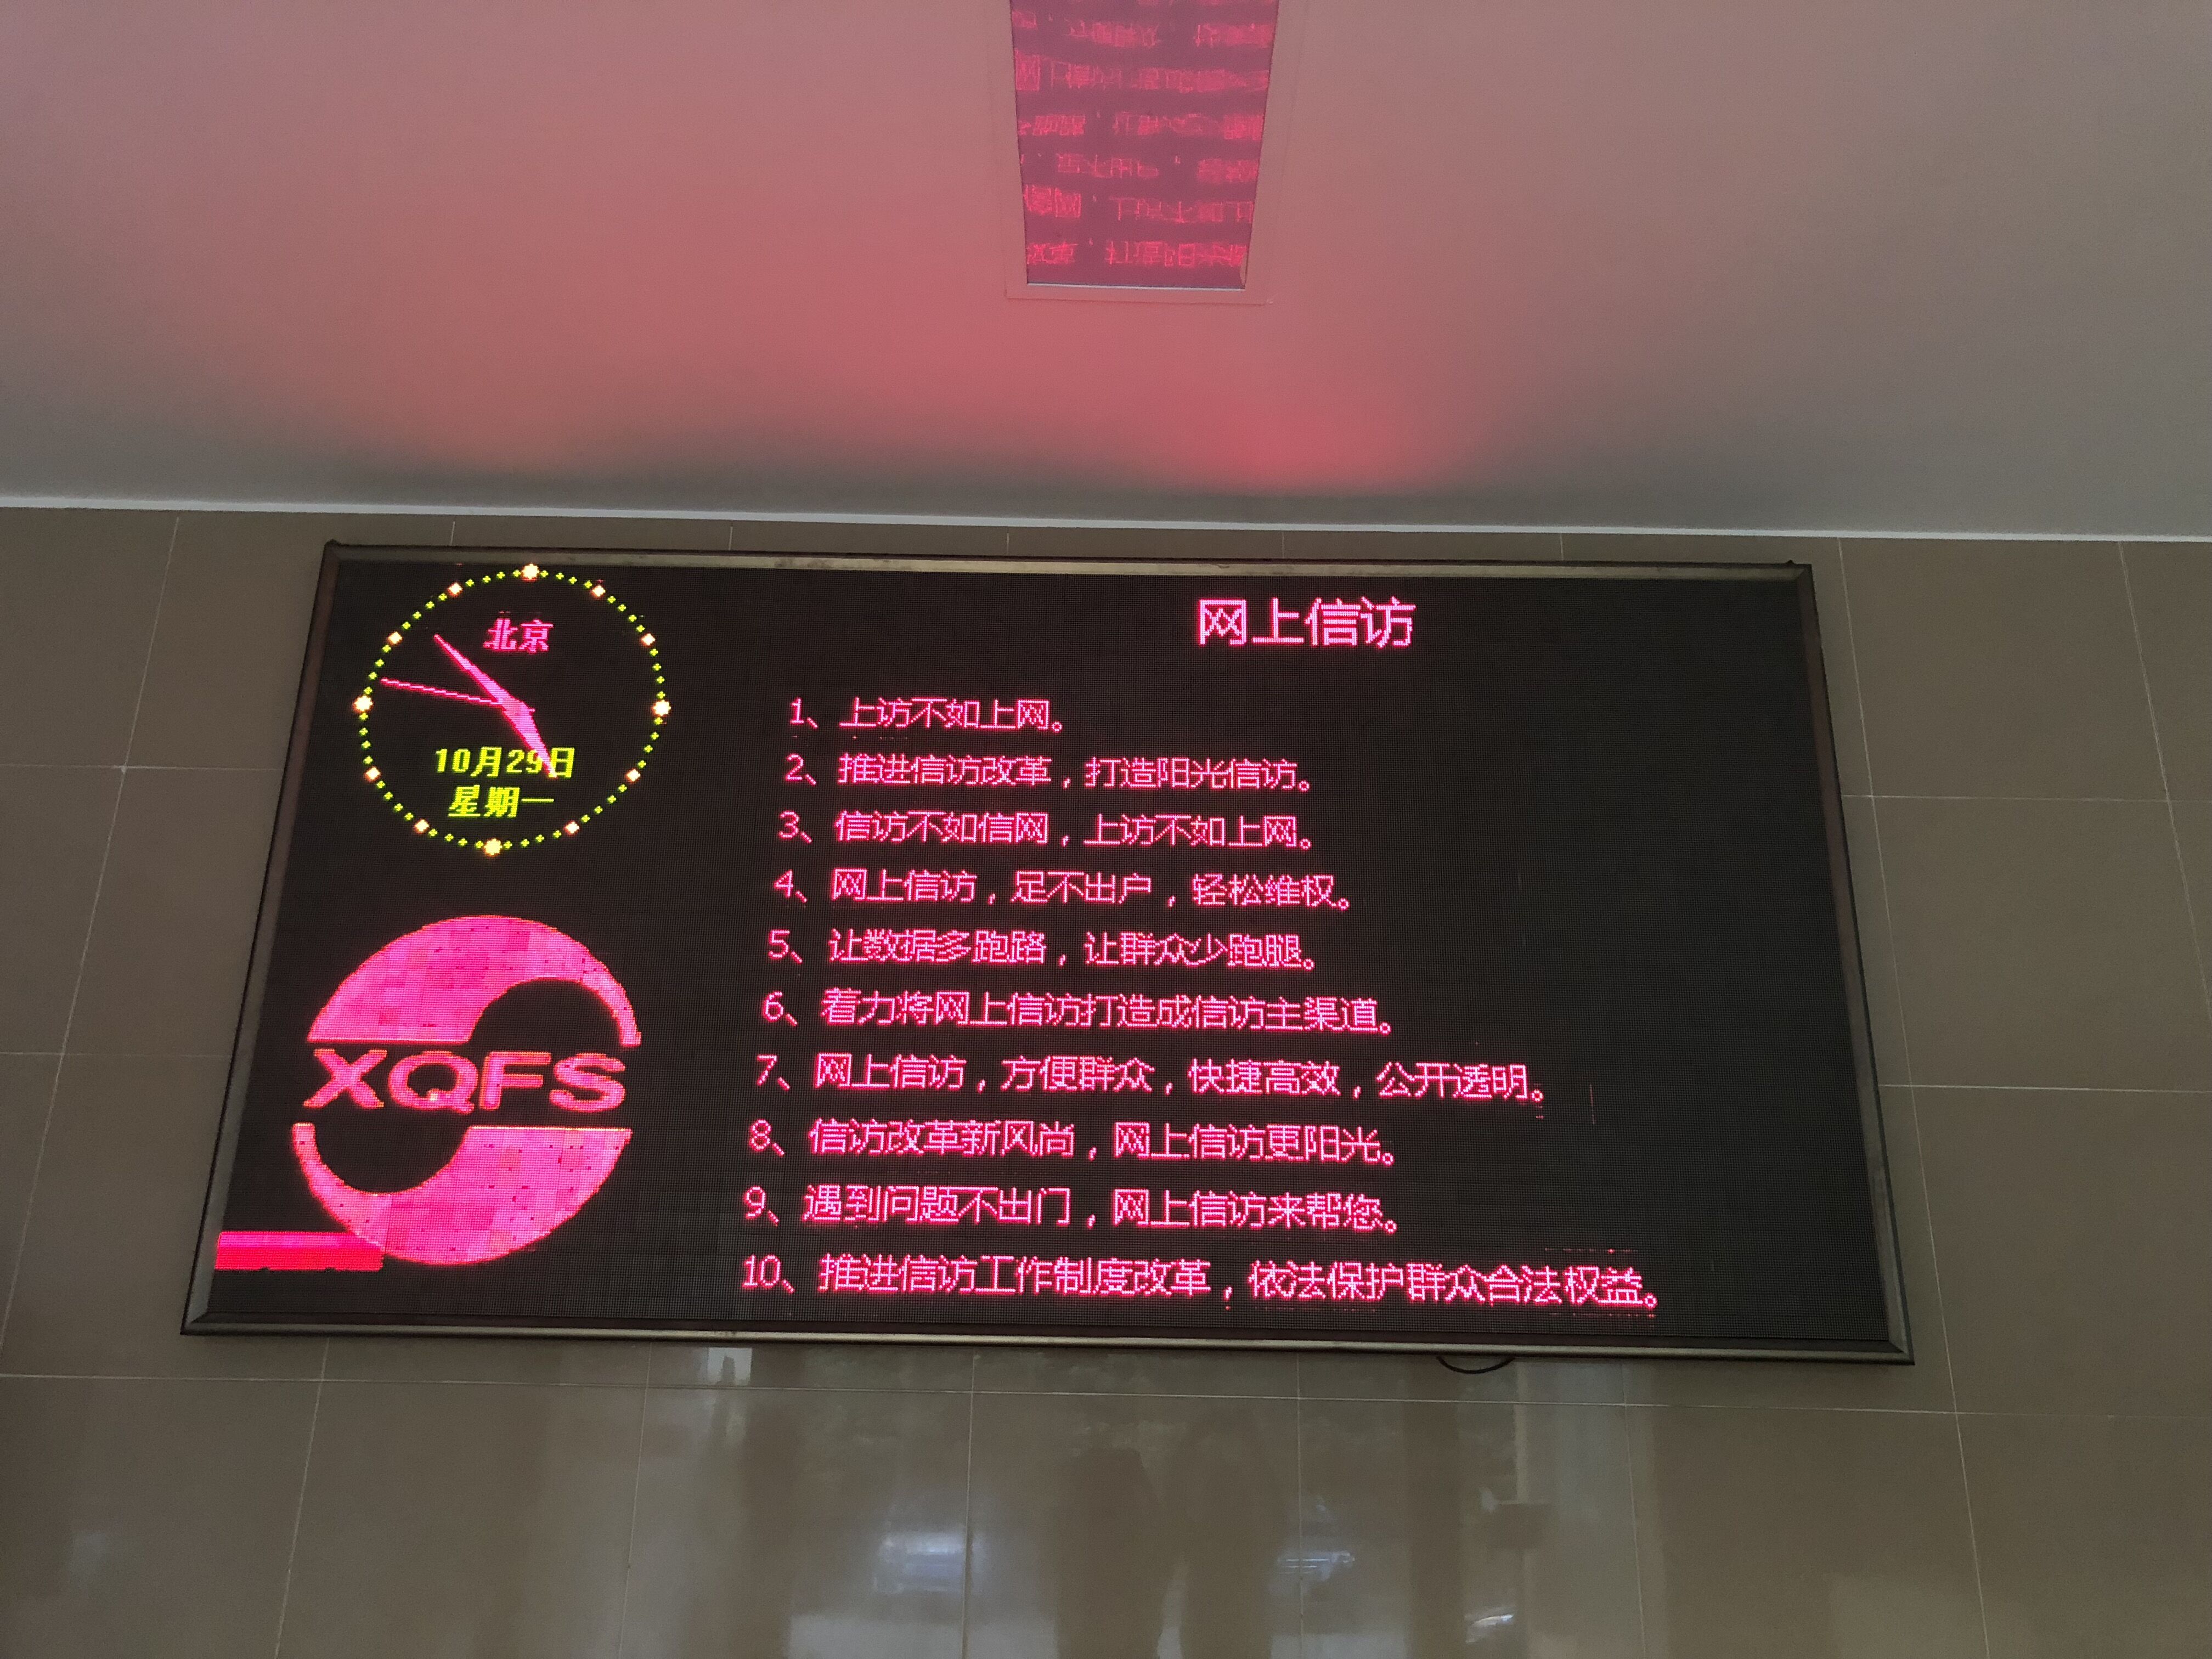 网上信访
北京
10月29日
星期一
XQFS
1、上访不如上网。
2、推进信访改革，打造阳光信访。
3、信访不如信网，上访不如上网。
4、网上信访，足不出户，轻松维权。
5、让数据多跑路，让群众少跑腿。
6、着力将网上信访打造成信访主渠道。
7、网上信访，方便群众，快捷高效，公开透明。
8、信访改革新风尚，网上信访更阳光。
9、遇到问题不出门，网上信访来帮您。
10、推进信访工作制度改革，依法保护群众合法权益。